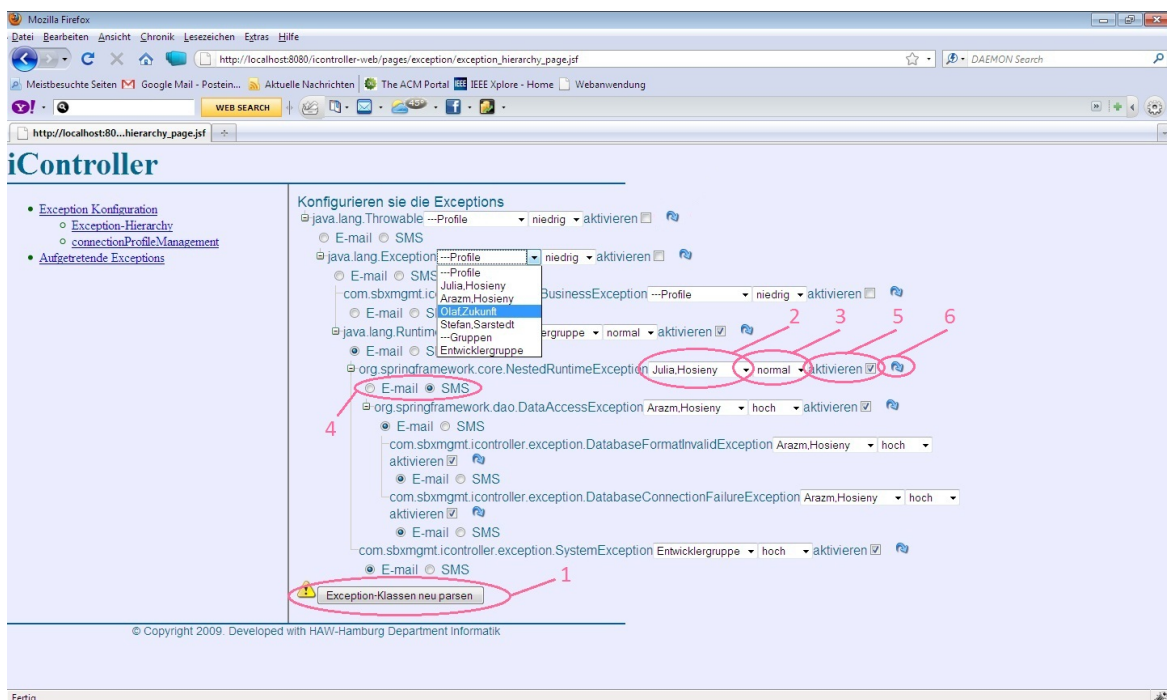 Mozilla Firefox
Datei Bearbeiten Ansicht Chronik Lesezeichen Extras Hilfe
http://localhost:8080/icontroller-web/pages/exception/exception_hierarchy_page.jsf
DAEMON Search
Meistbesuchte Seiten Google Mail - Postein... Aktuelle Nachrichten The ACM Portal IEEE IEEE Xplore - Home Webanwendung
Y! WEB SEARCH 45°
http://localhost:80...hierarchy_page.jsf
iController
Exception Konfiguration
Exception-Hierarchy
connectionProfileManagement
Aufgetretende Exceptions
Konfigurieren sie die Exceptions
java.lang.Throwable ---Profile niedrig aktivieren
E-mail SMS
java.lang.Exception ---Profile niedrig aktivieren
---Profile
Julia,Hosieny
Arazm,Hosieny
Olaf,Zukunft
Stefan,Sarstedt
---Gruppen
Entwicklergruppe
E-mail SMS
com.sbxmgmt.ic BusinessException ---Profile niedrig aktivieren
E-mail S
java.lang.Runtim ergruppe normal aktivieren
E-mail S
org.springframework.core.NestedRuntimeException Julia,Hosieny normal aktivieren
2 3 5 6
E-mail SMS
4
org.springframework.dao.DataAccessException Arazm,Hosieny hoch aktivieren
E-mail SMS
com.sbxmgmt.icontroller.exception.DatabaseFormatInvalidException Arazm,Hosieny hoch
aktivieren
E-mail SMS
com.sbxmgmt.icontroller.exception.DatabaseConnectionFailureException Arazm,Hosieny hoch
aktivieren
E-mail SMS
com.sbxmgmt.icontroller.exception.SystemException Entwicklergruppe hoch aktivieren
E-mail SMS
1
Exception-Klassen neu parsen
© Copyright 2009. Developed with HAW-Hamburg Department Informatik
Fertig